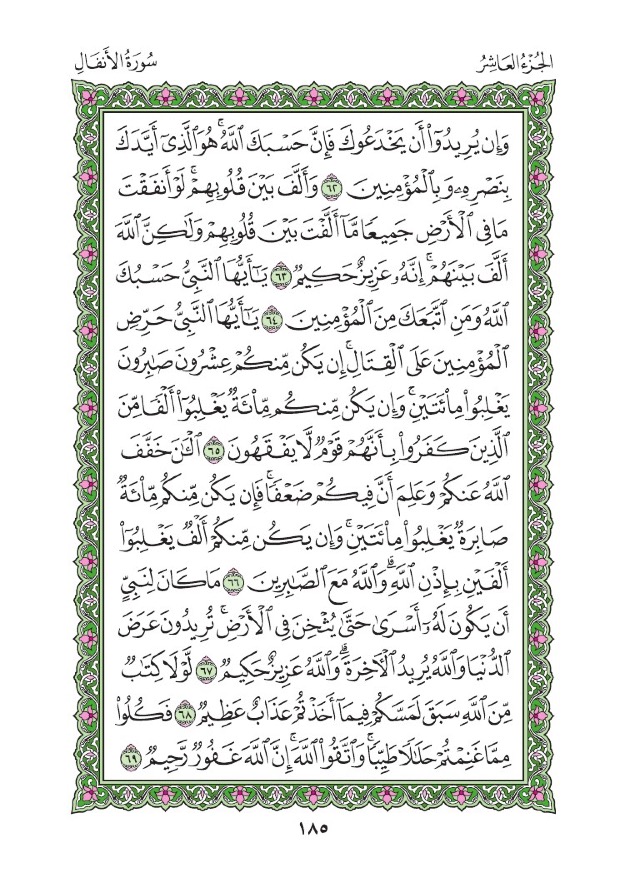 الجُزْءُ العَاشِرُ
سُورَةُ الأَنفَالِ
وَإِن يُرِيدُوٓاْ أَن يَخْدَعُوكَ فَإِنَّ حَسْبَكَ ٱللَّهُۚ هُوَ ٱلَّذِىٓ أَيَّدَكَ
بِنَصْرِهِۦ وَبِٱلْمُؤْمِنِينَ ٦٢ وَأَلَّفَ بَيْنَ قُلُوبِهِمْۚ لَوْ أَنفَقْتَ
مَا فِى ٱلْأَرْضِ جَمِيعًا مَّآ أَلَّفْتَ بَيْنَ قُلُوبِهِمْ وَلَٰكِنَّ ٱللَّهَ
أَلَّفَ بَيْنَهُمْۚ إِنَّهُۥ عَزِيزٌ حَكِيمٌ ٦٣ يَٰٓأَيُّهَا ٱلنَّبِىُّ حَسْبُكَ
ٱللَّهُ وَمَنِ ٱتَّبَعَكَ مِنَ ٱلْمُؤْمِنِينَ ٦٤ يَٰٓأَيُّهَا ٱلنَّبِىُّ حَرِّضِ
ٱلْمُؤْمِنِينَ عَلَى ٱلْقِتَالِۚ إِن يَكُن مِّنكُمْ عِشْرُونَ صَٰبِرُونَ
يَغْلِبُواْ مِاْئَتَيْنِۚ وَإِن يَكُن مِّنكُم مِّاْئَةٌ يَغْلِبُوٓاْ أَلْفًا مِّنَ
ٱلَّذِينَ كَفَرُواْ بِأَنَّهُمْ قَوْمٌ لَّا يَفْقَهُونَ ٦٥ ٱلْـَٰٔنَ خَفَّفَ
ٱللَّهُ عَنكُمْ وَعَلِمَ أَنَّ فِيكُمْ ضَعْفًاۚ فَإِن يَكُن مِّنكُم مِّاْئَةٌ
صَابِرَةٌ يَغْلِبُواْ مِاْئَتَيْنِۚ وَإِن يَكُن مِّنكُمْ أَلْفٌ يَغْلِبُوٓاْ
أَلْفَيْنِ بِإِذْنِ ٱللَّهِۗ وَٱللَّهُ مَعَ ٱلصَّٰبِرِينَ ٦٦ مَا كَانَ لِنَبِىٍّ
أَن يَكُونَ لَهُۥٓ أَسْرَىٰ حَتَّىٰ يُثْخِنَ فِى ٱلْأَرْضِۚ تُرِيدُونَ عَرَضَ
ٱلدُّنْيَا وَٱللَّهُ يُرِيدُ ٱلْـَٔاخِرَةَۗ وَٱللَّهُ عَزِيزٌ حَكِيمٌ ٦٧ لَّوْلَا كِتَٰبٌ
مِّنَ ٱللَّهِ سَبَقَ لَمَسَّكُمْ فِيمَآ أَخَذْتُمْ عَذَابٌ عَظِيمٌ ٦٨ فَكُلُواْ
مِمَّا غَنِمْتُمْ حَلَٰلًا طَيِّبًاۚ وَٱتَّقُواْ ٱللَّهَۚ إِنَّ ٱللَّهَ غَفُورٌ رَّحِيمٌ ٦٩
١٨٥